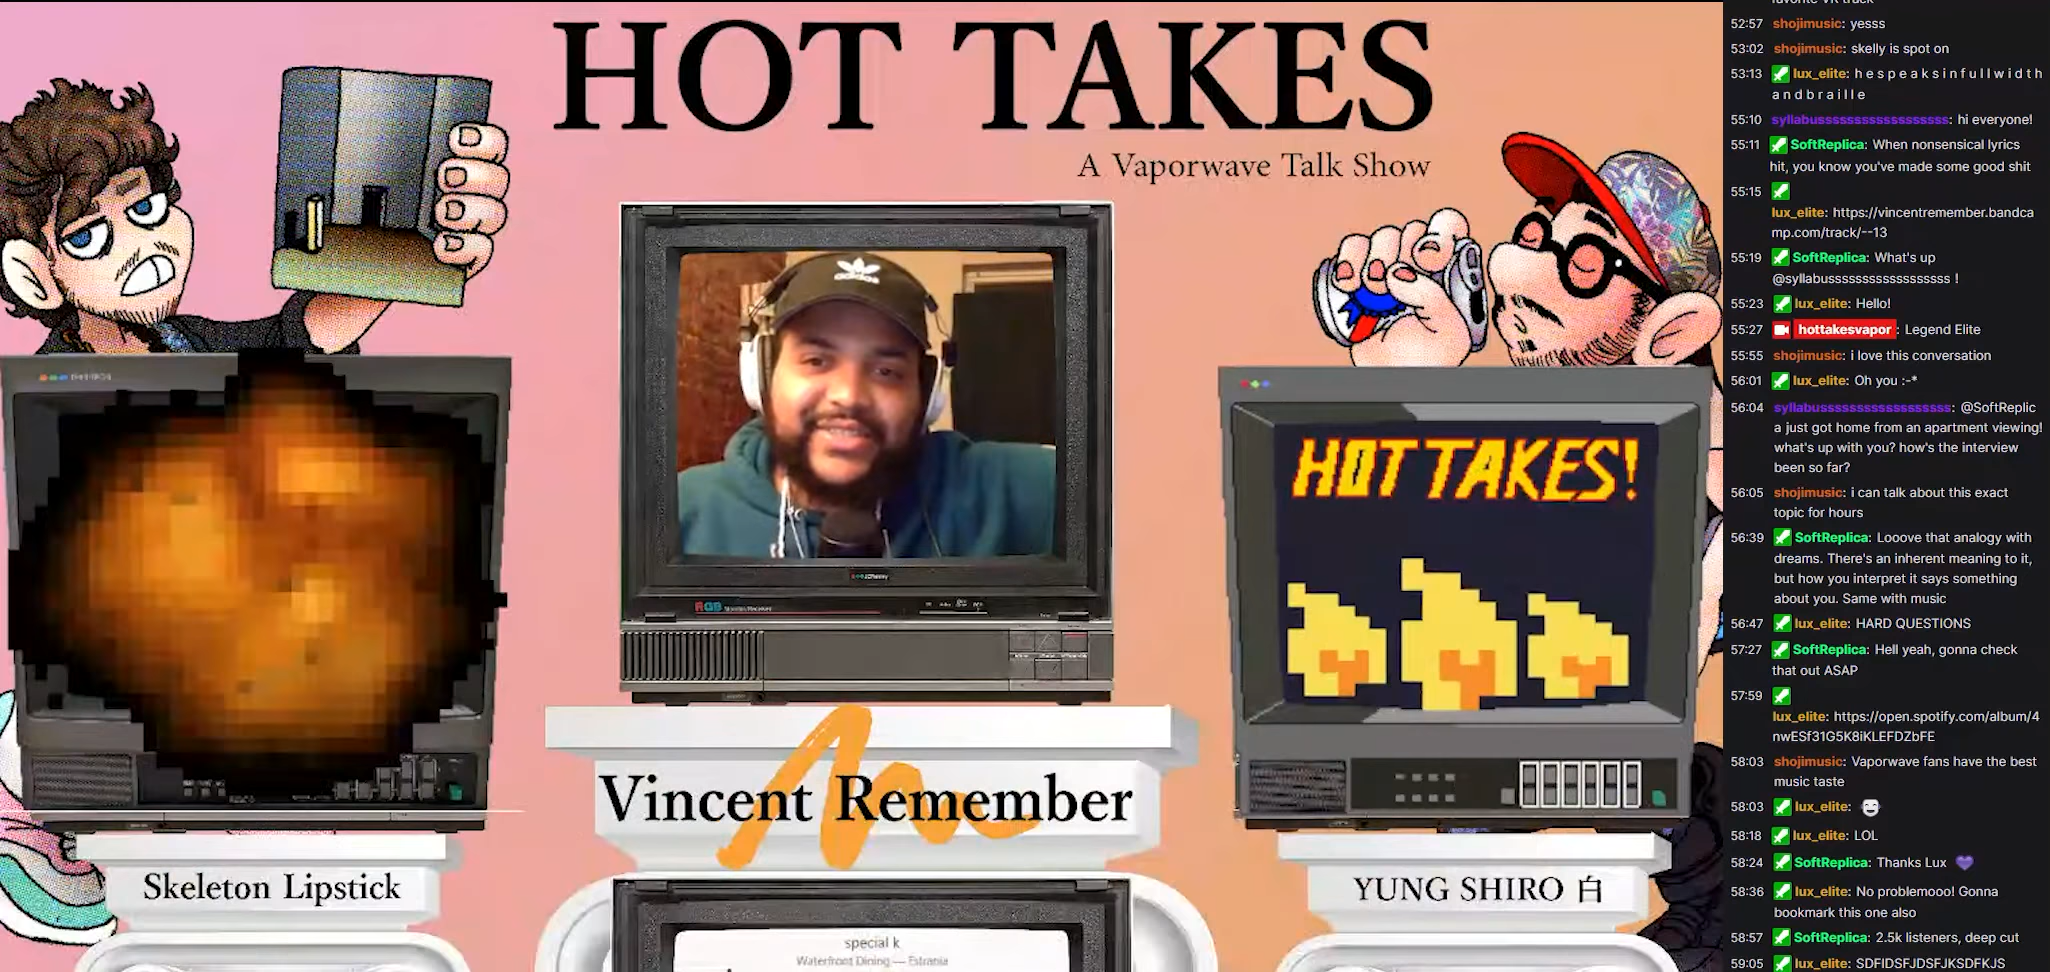 HOT TAKES
A Vaporwave Talk Show
adidas
RGB
HOT TAKES!
Vincent Remember
Skeleton Lipstick
YUNG SHIRO 白
special k
Waterfront Dining — Estrania
favorite VR track
52:57 shojimusic: yesss
53:02 shojimusic: skelly is spot on
53:13 lux_elite: h e s p e a k s i n f u l l w i d t h
a n d b r a i l l e
55:10 syllabusssssssssssssssssss: hi everyone!
55:11 SoftReplica: When nonsensical lyrics
hit, you know you've made some good shit
55:15
lux_elite: https://vincentremember.bandca
mp.com/track/--13
55:19 SoftReplica: What's up
@syllabusssssssssssssssssss !
55:23 lux_elite: Hello!
55:27 hottakesvapor : Legend Elite
55:55 shojimusic: i love this conversation
56:01 lux_elite: Oh you :-*
56:04 syllabusssssssssssssssssss: @SoftReplic
a just got home from an apartment viewing!
what's up with you? how's the interview
been so far?
56:05 shojimusic: i can talk about this exact
topic for hours
56:39 SoftReplica: Looove that analogy with
dreams. There's an inherent meaning to it,
but how you interpret it says something
about you. Same with music
56:47 lux_elite: HARD QUESTIONS
57:27 SoftReplica: Hell yeah, gonna check
that out ASAP
57:59
lux_elite: https://open.spotify.com/album/4
nwESf31G5K8iKLEFDZbFE
58:03 shojimusic: Vaporwave fans have the best
music taste
58:03 lux_elite:
58:18 lux_elite: LOL
58:24 SoftReplica: Thanks Lux 💜
58:36 lux_elite: No problemooo! Gonna
bookmark this one also
58:57 SoftReplica: 2.5k listeners, deep cut
59:05 lux_elite: SDFIDSFJDSFJKSDFKJS